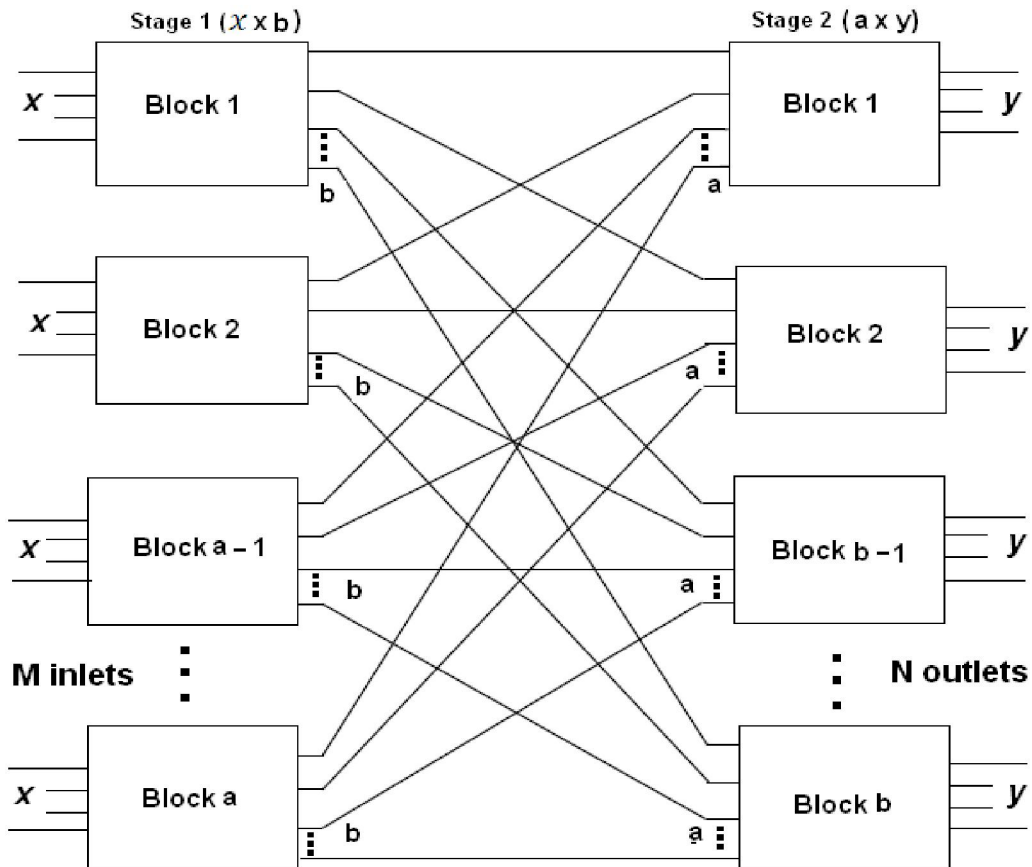 Stage 1 (x x b)
Stage 2 (a x y)
x
Block 1
b
Block 1
a
y
x
Block 2
b
Block 2
a
y
x
Block a – 1
b
Block b – 1
a
y
M inlets
N outlets
x
Block a
b
Block b
a
y